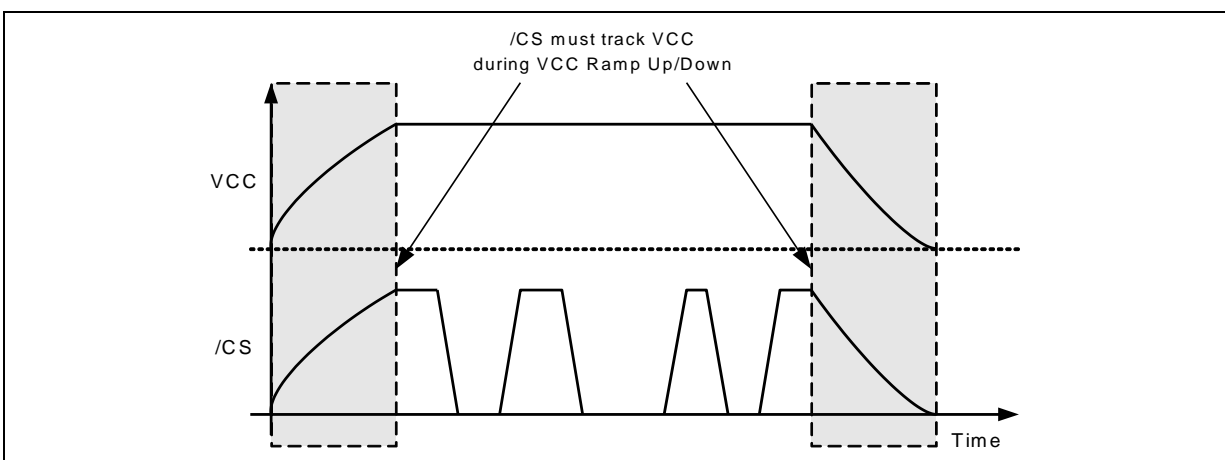 /CS must track VCC
during VCC Ramp Up/Down
VCC
/CS
Time